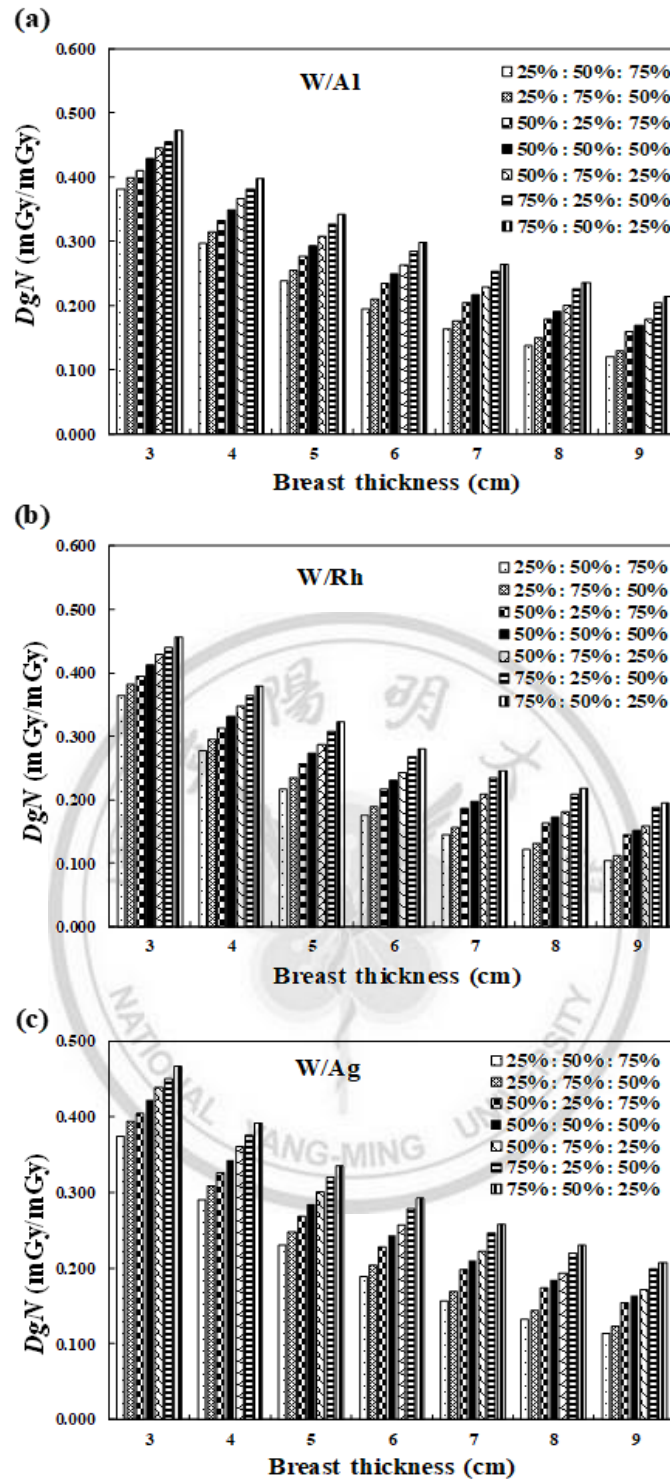 (a)
W/Al
25% : 50% : 75%
25% : 75% : 50%
50% : 25% : 75%
50% : 50% : 50%
50% : 75% : 25%
75% : 25% : 50%
75% : 50% : 25%
DgN (mGy/mGy)
0.600
0.500
0.400
0.300
0.200
0.100
0.000
3 4 5 6 7 8 9
Breast thickness (cm)
(b)
W/Rh
25% : 50% : 75%
25% : 75% : 50%
50% : 25% : 75%
50% : 50% : 50%
50% : 75% : 25%
75% : 25% : 50%
75% : 50% : 25%
DgN (mGy/mGy)
0.600
0.500
0.400
0.300
0.200
0.100
0.000
3 4 5 6 7 8 9
Breast thickness (cm)
陽明大
NATIONAL YANG-MING UNIVERSITY
(c)
W/Ag
25% : 50% : 75%
25% : 75% : 50%
50% : 25% : 75%
50% : 50% : 50%
50% : 75% : 25%
75% : 25% : 50%
75% : 50% : 25%
DgN (mGy/mGy)
0.500
0.400
0.300
0.200
0.100
0.000
3 4 5 6 7 8 9
Breast thickness (cm)